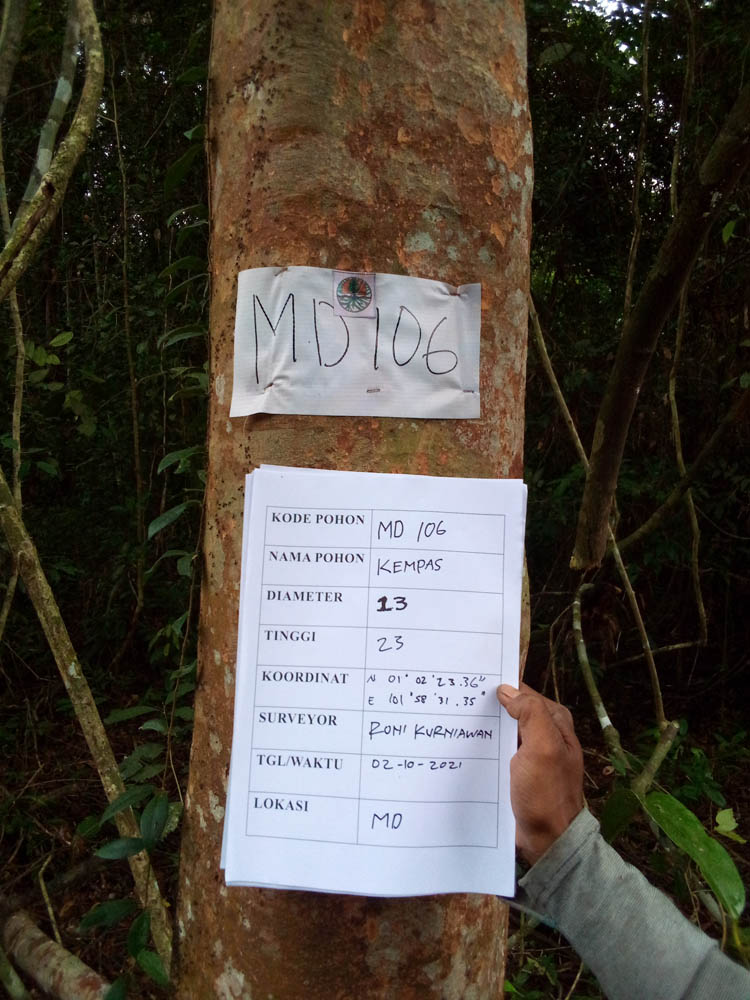 MD 106
KODE POHON MD 106
NAMA POHON KEMPAS
DIAMETER 13
TINGGI 23
KOORDINAT N 01° 02 '23.36"
E 101 °58 '31.35"
SURVEYOR RONI KURNIAWAN
TGL/WAKTU 02-10-2021
LOKASI MD